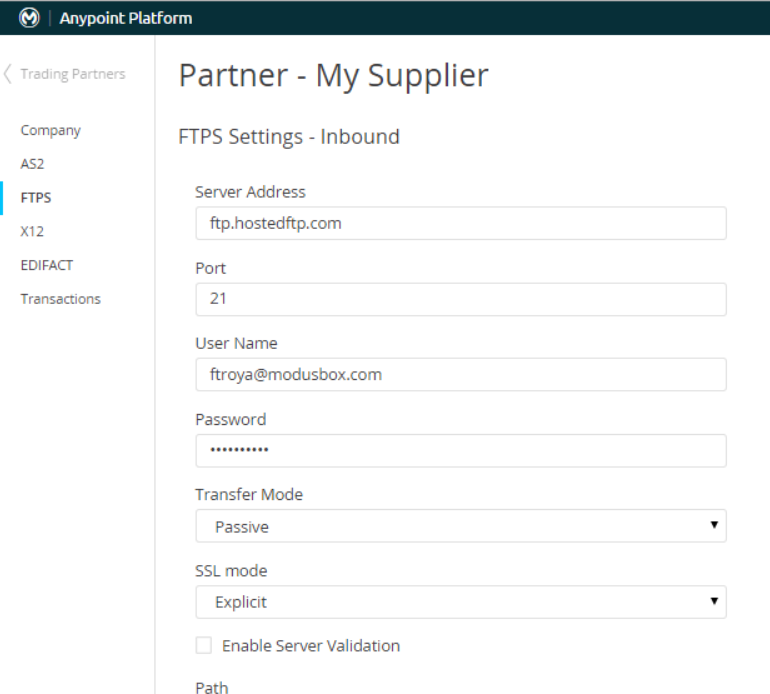 Anypoint Platform
Trading Partners
Company
AS2
FTPS
X12
EDIFACT
Transactions
Partner - My Supplier
FTPS Settings - Inbound
Server Address
ftp.hostedftp.com
Port
21
User Name
ftroya@modusbox.com
Password
••••••••••
Transfer Mode
Passive
SSL mode
Explicit
Enable Server Validation
Path